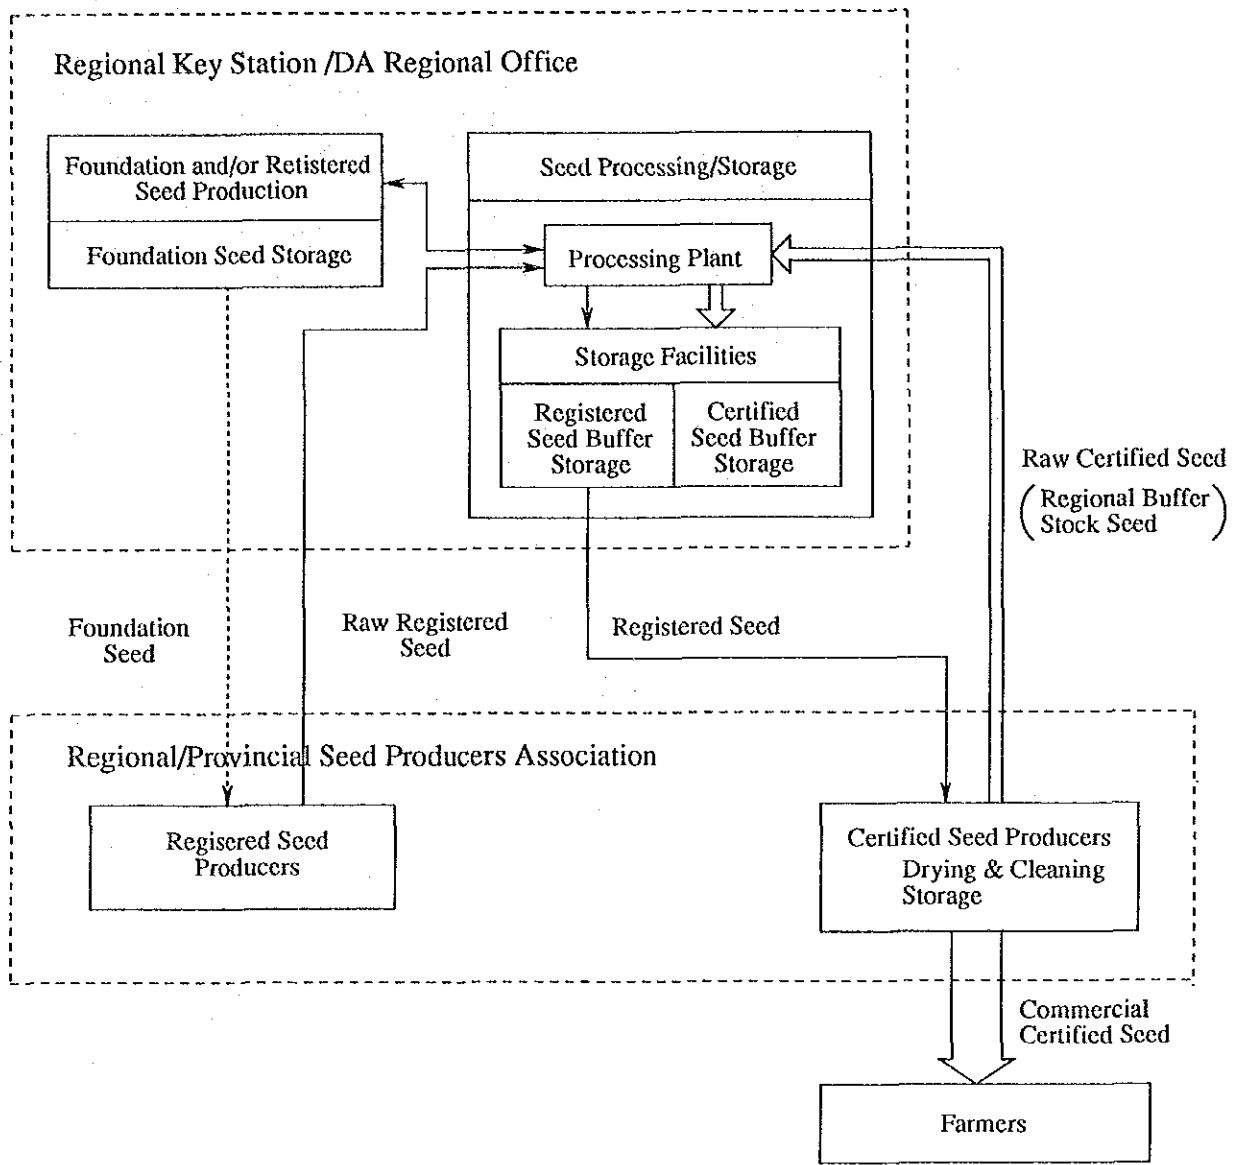 Regional Key Station /DA Regional Office
Foundation and/or Retistered
Seed Production
Foundation Seed Storage
Seed Processing/Storage
Processing Plant
Storage Facilities
Registered
Seed Buffer
Storage
Certified
Seed Buffer
Storage
Raw Certified Seed
(Regional Buffer
Stock Seed)
Foundation
Seed
Raw Registered
Seed
Registered Seed
Regional/Provincial Seed Producers Association
Regisered Seed
Producers
Certified Seed Producers
Drying & Cleaning
Storage
Commercial
Certified Seed
Farmers